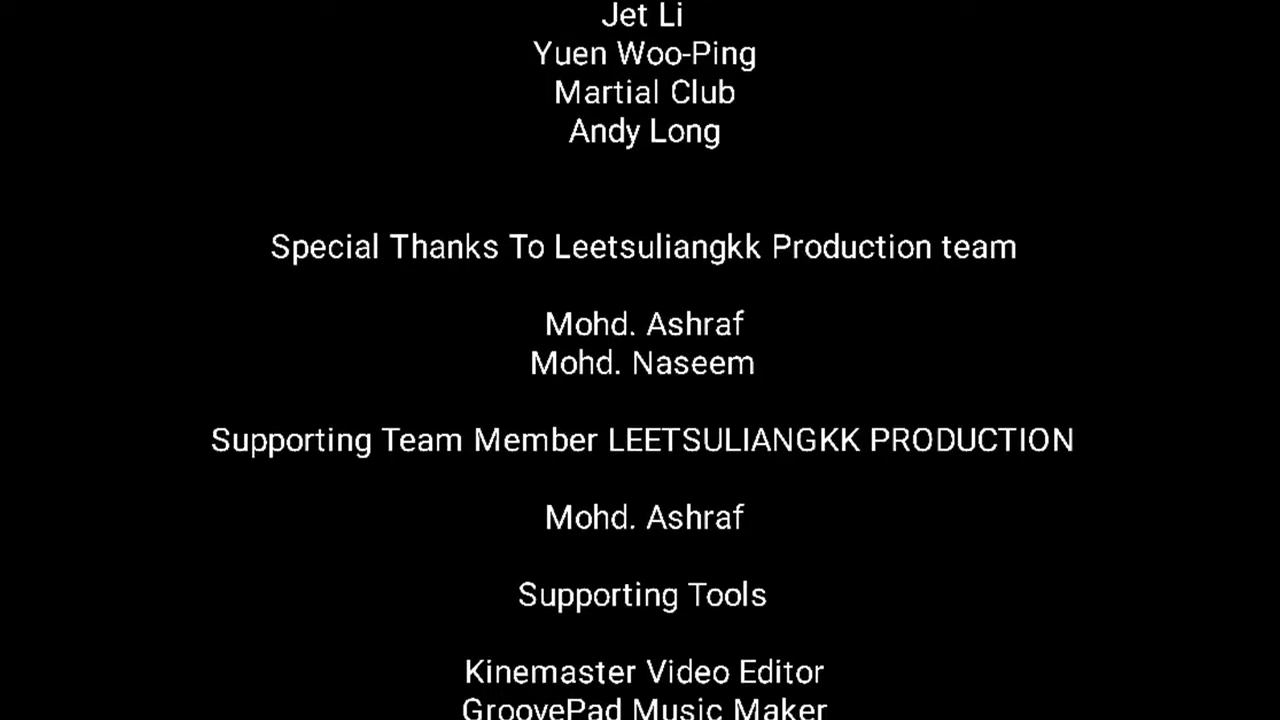 Jet Li
Yuen Woo-Ping
Martial Club
Andy Long
Special Thanks To Leetsuliangkk Production team
Mohd. Ashraf
Mohd. Naseem
Supporting Team Member LEETSULIANGKK PRODUCTION
Mohd. Ashraf
Supporting Tools
Kinemaster Video Editor
GroovePad Music Maker